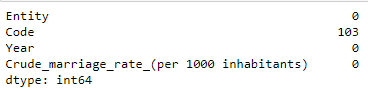 Entity 0
Code 103
Year 0
Crude_marriage_rate_(per 1000 inhabitants) 0
dtype: int64